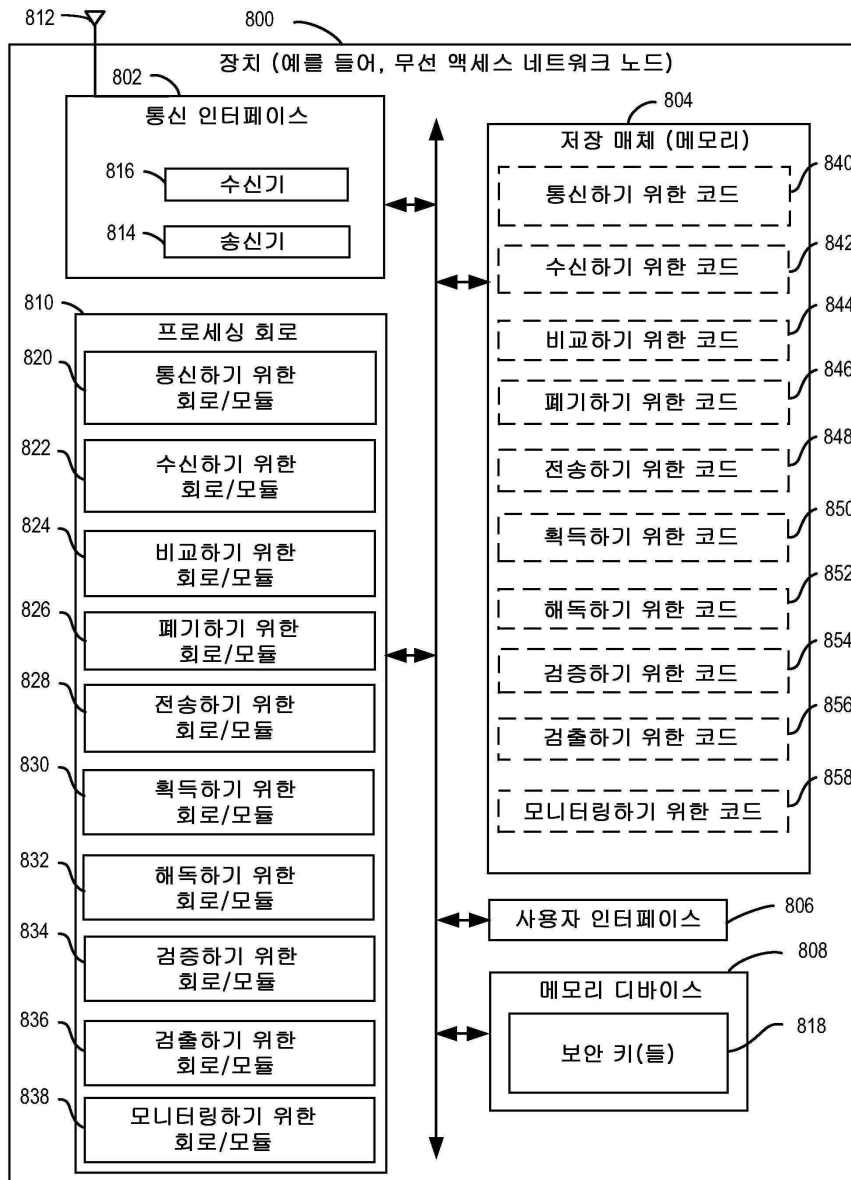 812
800
장치 (예를 들어, 무선 액세스 네트워크 노드)
802
통신 인터페이스
816
수신기
814
송신기
810
프로세싱 회로
820
통신하기 위한
회로/모듈
822
수신하기 위한
회로/모듈
824
비교하기 위한
회로/모듈
826
폐기하기 위한
회로/모듈
828
전송하기 위한
회로/모듈
830
획득하기 위한
회로/모듈
832
해독하기 위한
회로/모듈
834
검증하기 위한
회로/모듈
836
검출하기 위한
회로/모듈
838
모니터링하기 위한
회로/모듈
804
저장 매체 (메모리)
840
통신하기 위한 코드
842
수신하기 위한 코드
844
비교하기 위한 코드
846
폐기하기 위한 코드
848
전송하기 위한 코드
850
획득하기 위한 코드
852
해독하기 위한 코드
854
검증하기 위한 코드
856
검출하기 위한 코드
858
모니터링하기 위한 코드
사용자 인터페이스
806
808
메모리 디바이스
818
보안 키(들)